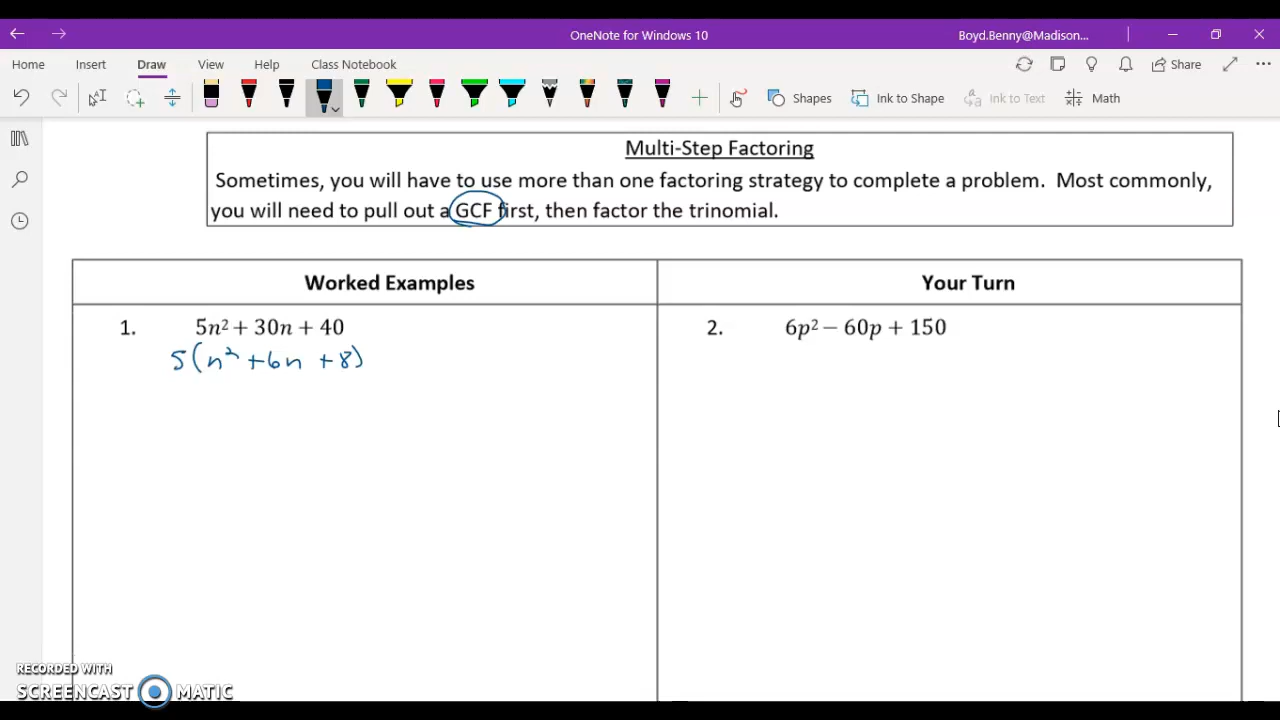 OneNote for Windows 10
Boyd.Benny@Madison...
Home Insert Draw View Help Class Notebook
Share
Shapes Ink to Shape Ink to Text Math
Multi-Step Factoring
Sometimes, you will have to use more than one factoring strategy to complete a problem. Most commonly,
you will need to pull out a GCF first, then factor the trinomial.
Worked Examples
Your Turn
1. 5n² + 30n + 40
5(n² +6n +8)
2. 6p² − 60p + 150
RECORDED WITH
SCREENCAST MATIC